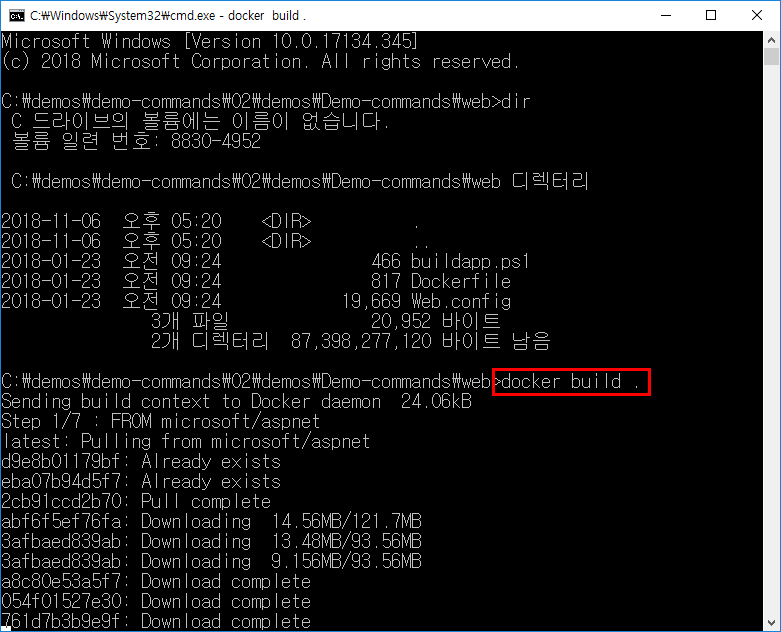 C:₩Windows₩System32₩cmd.exe - docker  build .
Microsoft Windows [Version 10.0.17134.345]
(c) 2018 Microsoft Corporation. All rights reserved.
C:₩demos₩demo-commands₩02₩demos₩Demo-commands₩web>dir
 C 드라이브의 볼륨에는 이름이 없습니다.
 볼륨 일련 번호: 8830-4952
 C:₩demos₩demo-commands₩02₩demos₩Demo-commands₩web 디렉터리
2018-11-06  오후 05:20    <DIR>          .
2018-11-06  오후 05:20    <DIR>          ..
2018-01-23  오전 09:24               466 buildapp.ps1
2018-01-23  오전 09:24               817 Dockerfile
2018-01-23  오전 09:24            19,669 Web.config
               3개 파일              20,952 바이트
               2개 디렉터리  87,398,277,120 바이트 남음
C:₩demos₩demo-commands₩02₩demos₩Demo-commands₩web>docker build .
Sending build context to Docker daemon  24.06kB
Step 1/7 : FROM microsoft/aspnet
latest: Pulling from microsoft/aspnet
d9e8b01179bf: Already exists
eba07b94d5f7: Already exists
2cb91ccd2b70: Pull complete
abf6f5ef76fa: Downloading  14.56MB/121.7MB
3afbaed839ab: Downloading  13.48MB/93.56MB
3afbaed839ab: Downloading  9.156MB/93.56MB
a8c80e53a5f7: Download complete
054f01527e30: Download complete
761d7b3b9e9f: Download complete